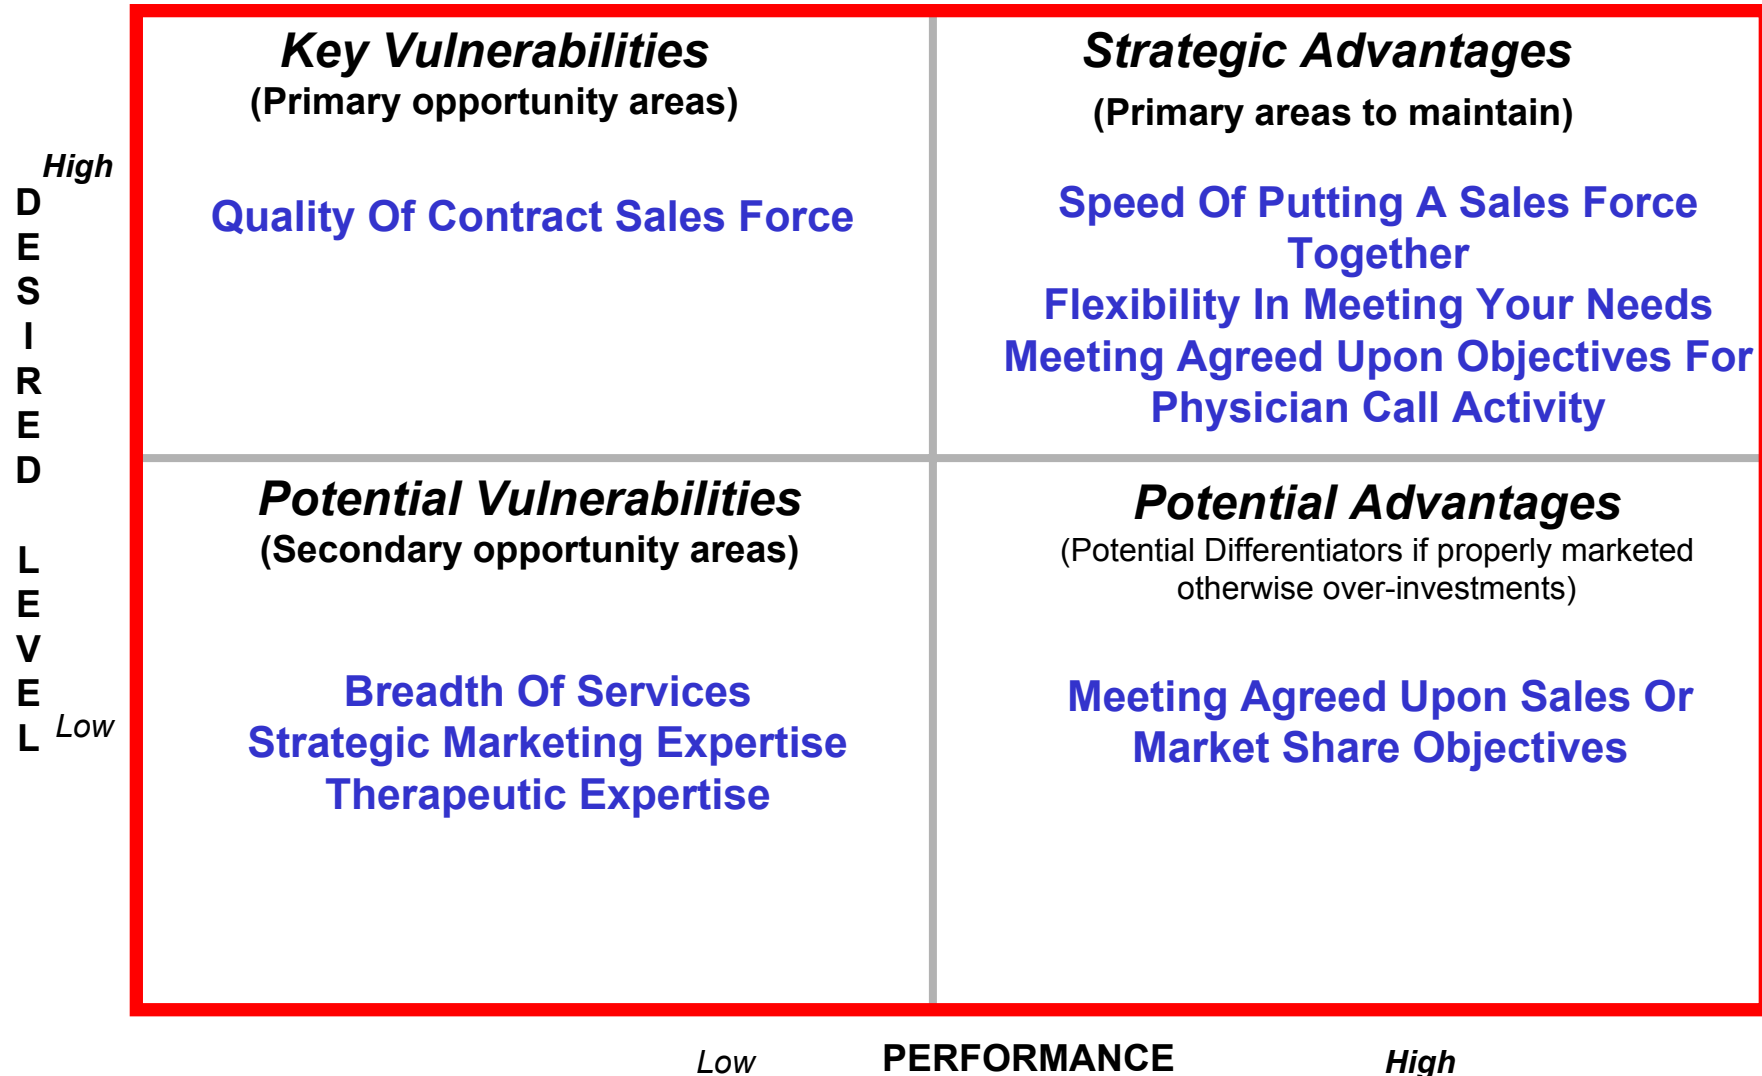 Key Vulnerabilities
(Primary opportunity areas)
Quality Of Contract Sales Force
Strategic Advantages
(Primary areas to maintain)
Speed Of Putting A Sales Force
Together
Flexibility In Meeting Your Needs
Meeting Agreed Upon Objectives For
Physician Call Activity
High
DESIRED LEVEL
Low
Potential Vulnerabilities
(Secondary opportunity areas)
Breadth Of Services
Strategic Marketing Expertise
Therapeutic Expertise
Potential Advantages
(Potential Differentiators if properly marketed
otherwise over-investments)
Meeting Agreed Upon Sales Or
Market Share Objectives
Low PERFORMANCE High